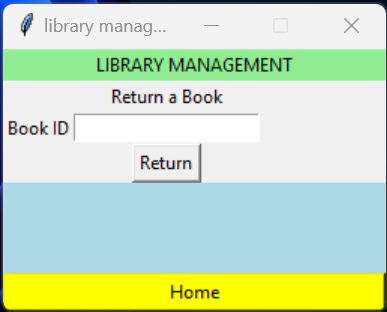 library manag...
LIBRARY MANAGEMENT
Return a Book
Book ID
Return
Home